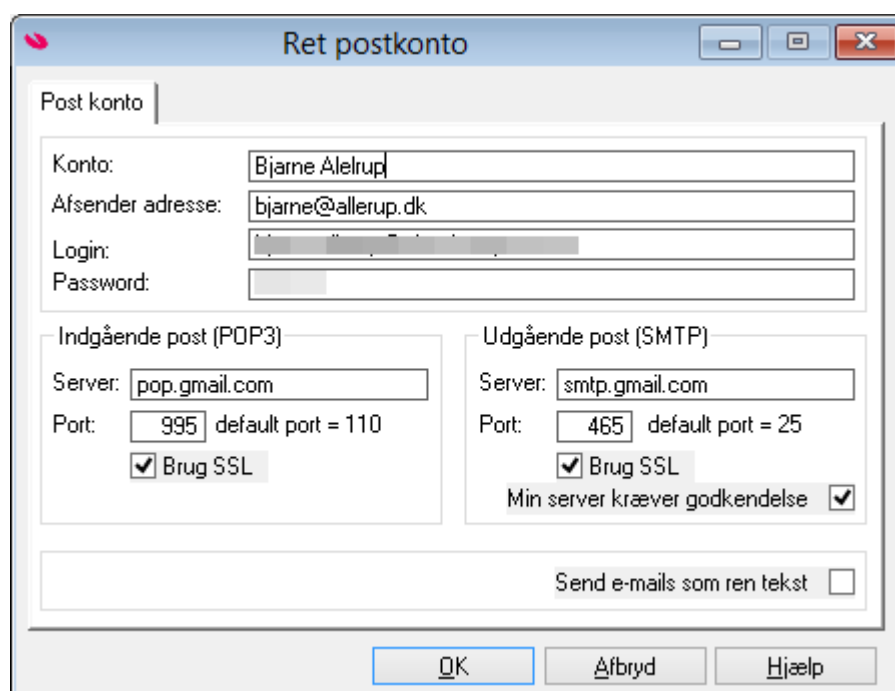 Ret postkonto
Post konto
Konto: Bjarne Alelrup
Afsender adresse: bjarne@allerup.dk
Login:
Password:
Indgående post (POP3)
Server: pop.gmail.com
Port: 995 default port = 110
Brug SSL
Udgående post (SMTP)
Server: smtp.gmail.com
Port: 465 default port = 25
Brug SSL
Min server kræver godkendelse
Send e-mails som ren tekst
OK Afbryd Hjælp